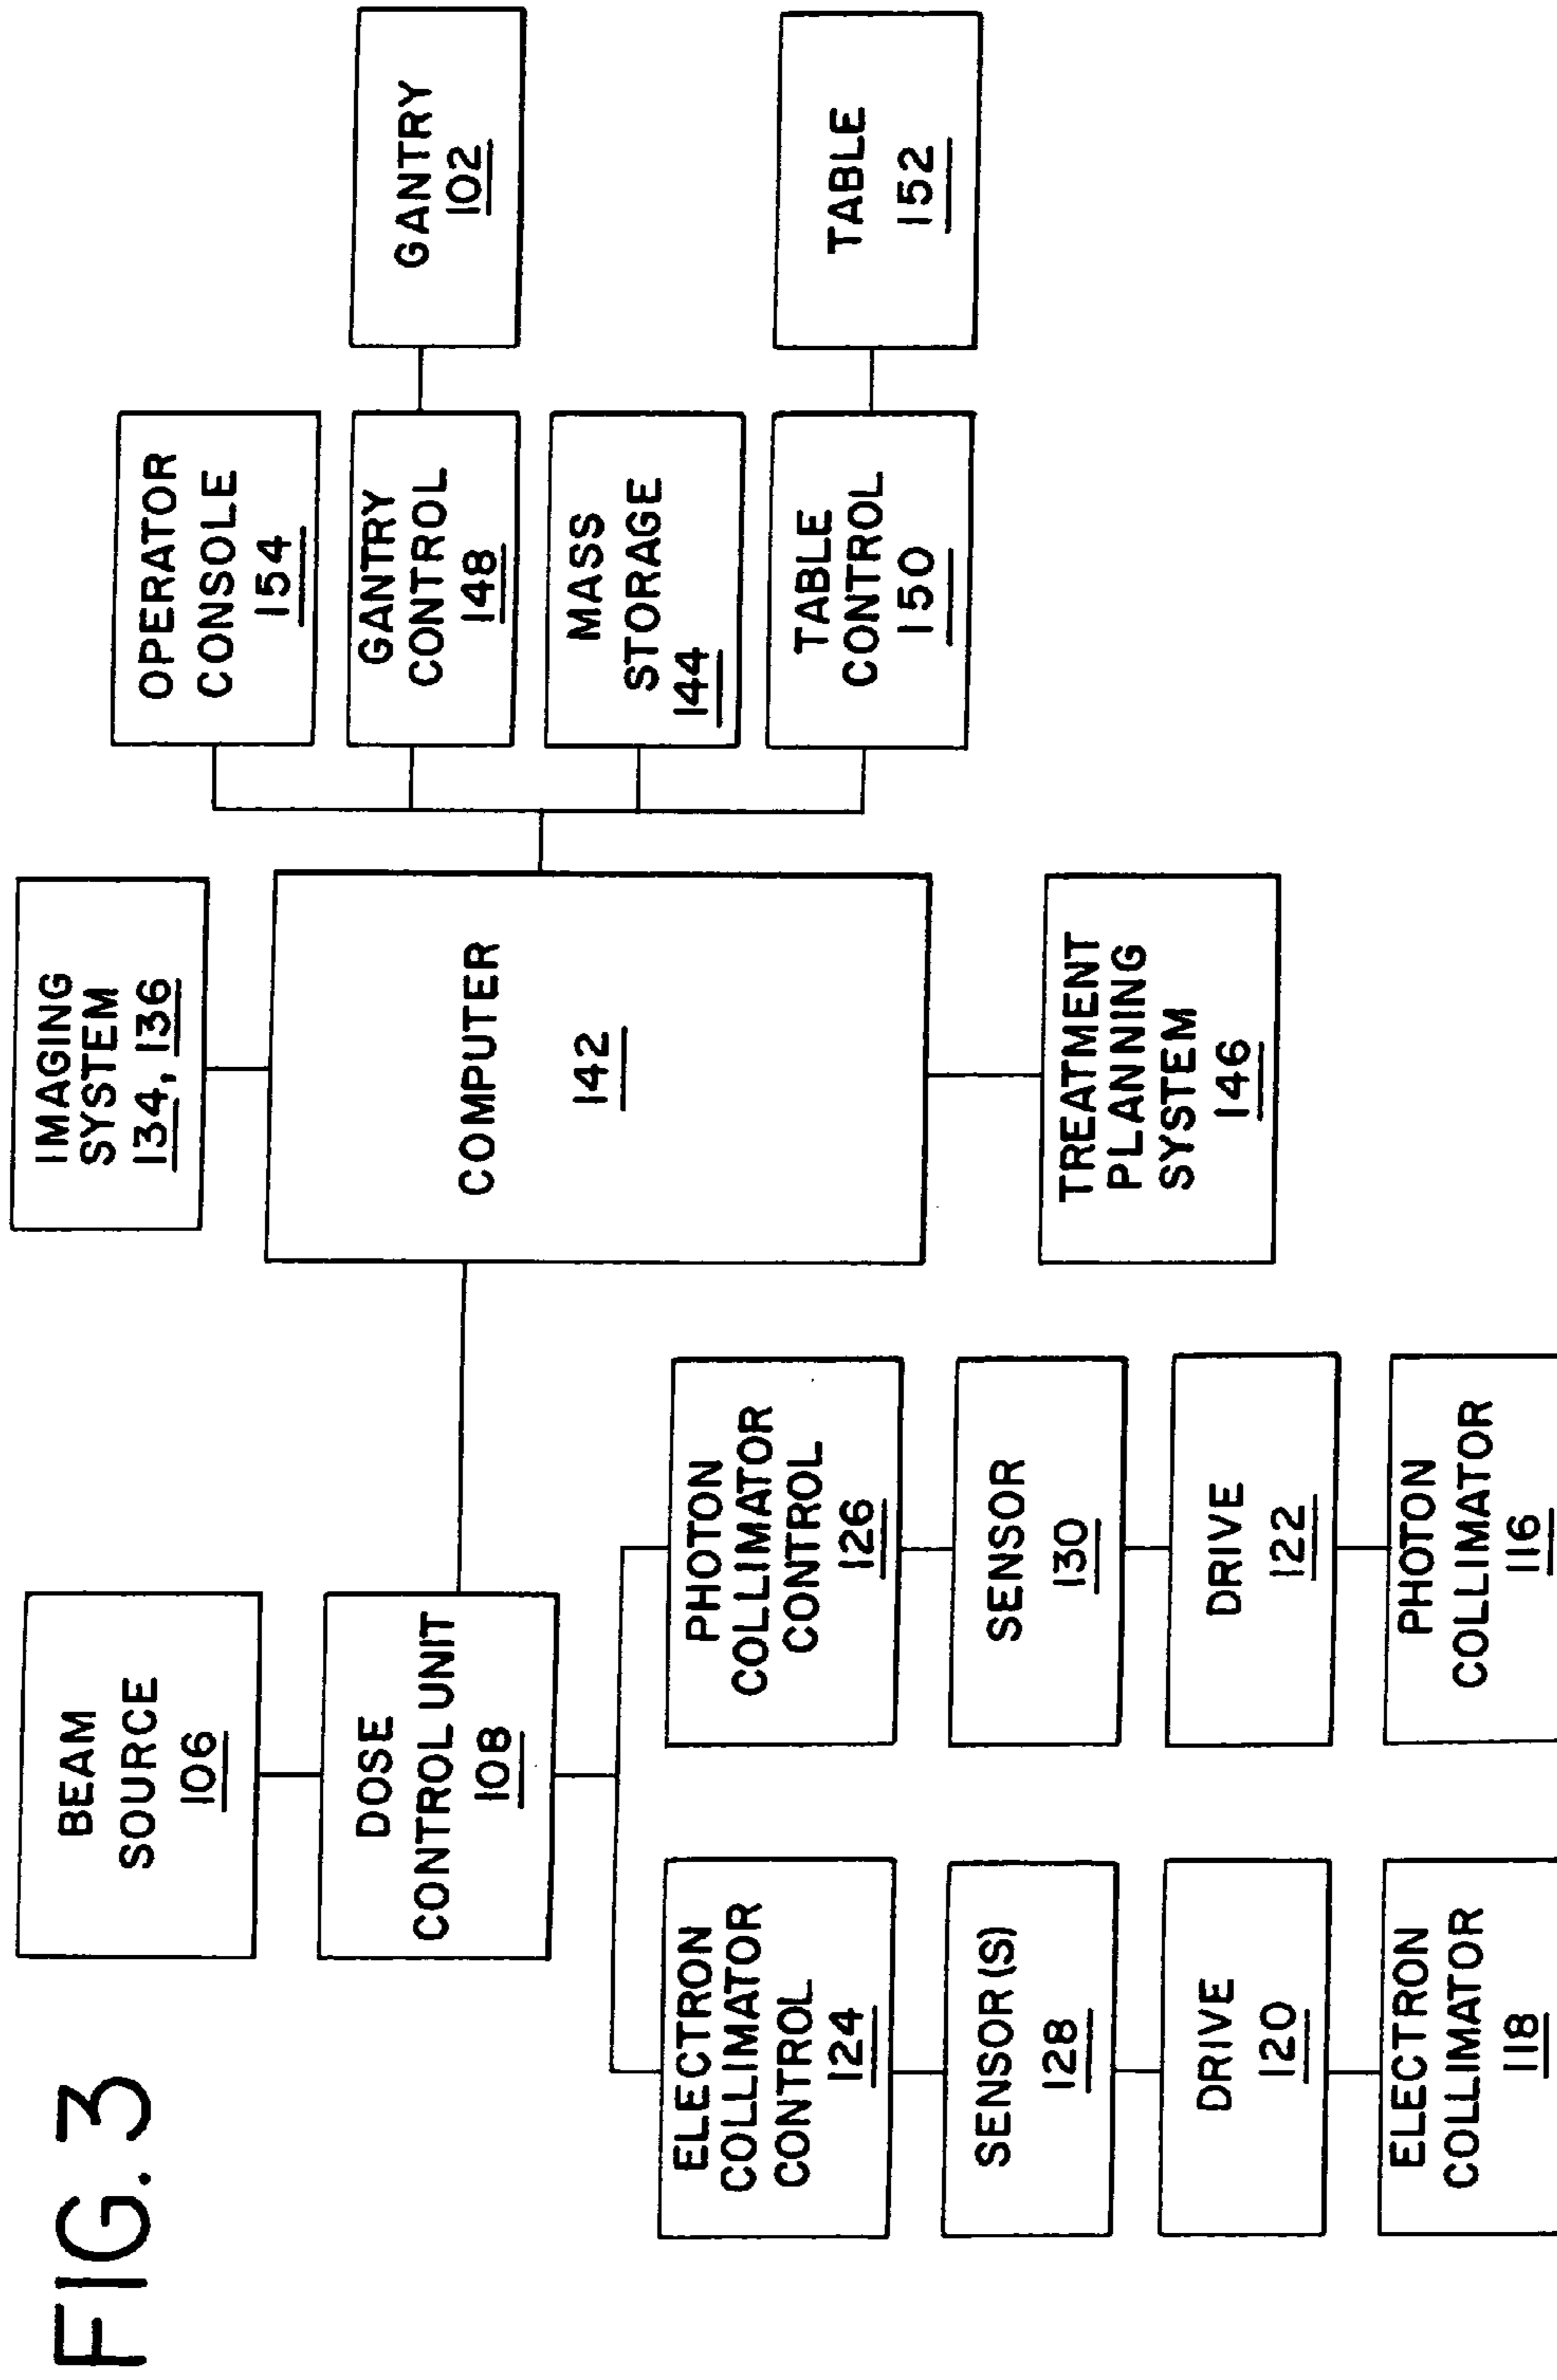 FIG. 3
BEAM
SOURCE
106
DOSE
CONTROL UNIT
108
ELECTRON
COLLIMATOR
CONTROL
124
SENSOR(S)
128
DRIVE
120
ELECTRON
COLLIMATOR
118
PHOTON
COLLIMATOR
CONTROL
126
SENSOR
130
DRIVE
122
PHOTON
COLLIMATOR
116
IMAGING
SYSTEM
134, 136
COMPUTER
142
TREATMENT
PLANNING
SYSTEM
146
OPERATOR
CONSOLE
154
GANTRY
CONTROL
148
MASS
STORAGE
144
TABLE
CONTROL
150
GANTRY
102
TABLE
152